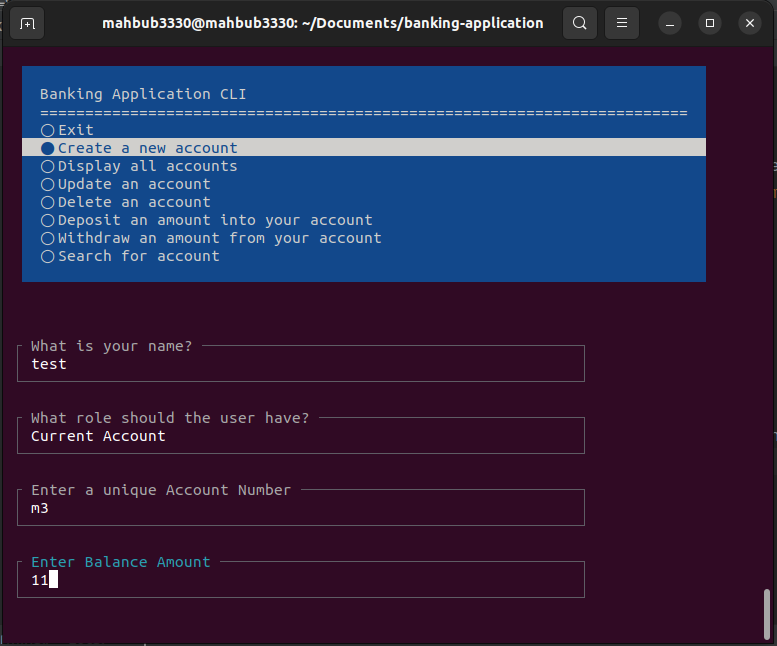 mahbub3330@mahbub3330: ~/Documents/banking-application
Banking Application CLI
========================================================================
Exit
Create a new account
Display all accounts
Update an account
Delete an account
Deposit an amount into your account
Withdraw an amount from your account
Search for account
What is your name?
test
What role should the user have?
Current Account
Enter a unique Account Number
m3
Enter Balance Amount
11